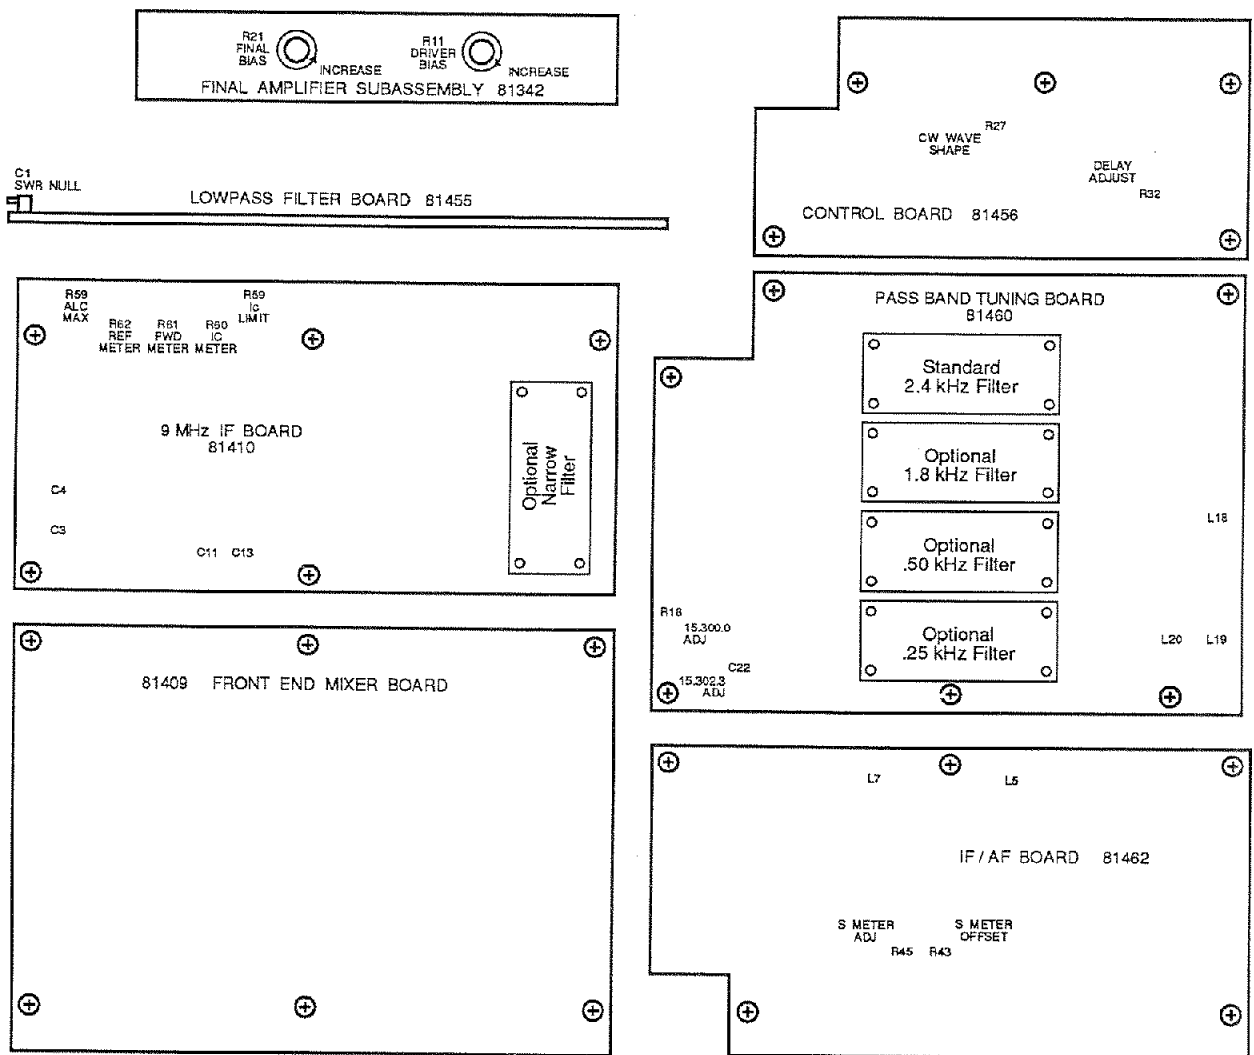 R21
FINAL
BIAS
INCREASE
R11
DRIVER
BIAS
INCREASE
FINAL AMPLIFIER SUBASSEMBLY 81342
C1
SWR NULL
LOWPASS FILTER BOARD 81455
CW WAVE
SHAPE
R27
DELAY
ADJUST
R32
CONTROL BOARD 81456
R59
ALC
MAX
R62
REF
METER
R61
FWD
METER
R60
IC
METER
R59
Ic
LIMIT
9 MHz IF BOARD
81410
C4
C3
C11
C13
Optional
Narrow
Filter
PASS BAND TUNING BOARD
81460
Standard
2.4 kHz Filter
Optional
1.8 kHz Filter
Optional
.50 kHz Filter
Optional
.25 kHz Filter
L18
L20
L19
R18
15.300.0
ADJ
C22
15.302.3
ADJ
81409 FRONT END MIXER BOARD
L7
L5
IF / AF BOARD 81462
S METER
ADJ
R45
S METER
OFFSET
R43